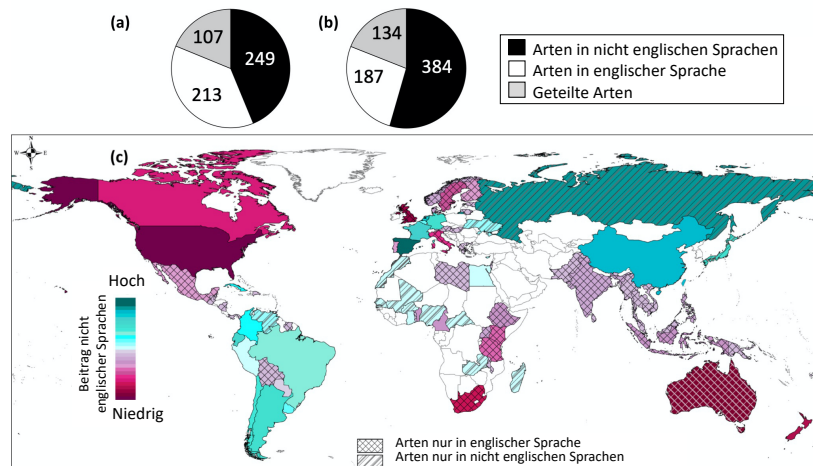 (a)
107
249
213
(b)
134
384
187
Arten in nicht englischen Sprachen
Arten in englischer Sprache
Geteilte Arten
(c)
N
W
E
S
Hoch
Beitrag nicht
englischer Sprachen
Niedrig
Arten nur in englischer Sprache
Arten nur in nicht englischen Sprachen